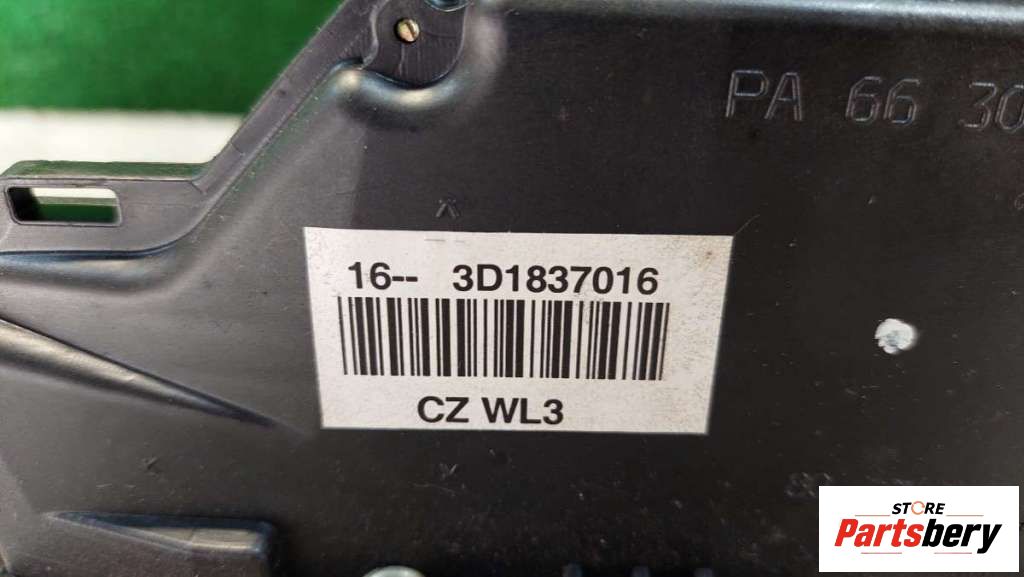 PA 66 30
16-- 3D1837016
CZ WL3
STORE
Partsbery